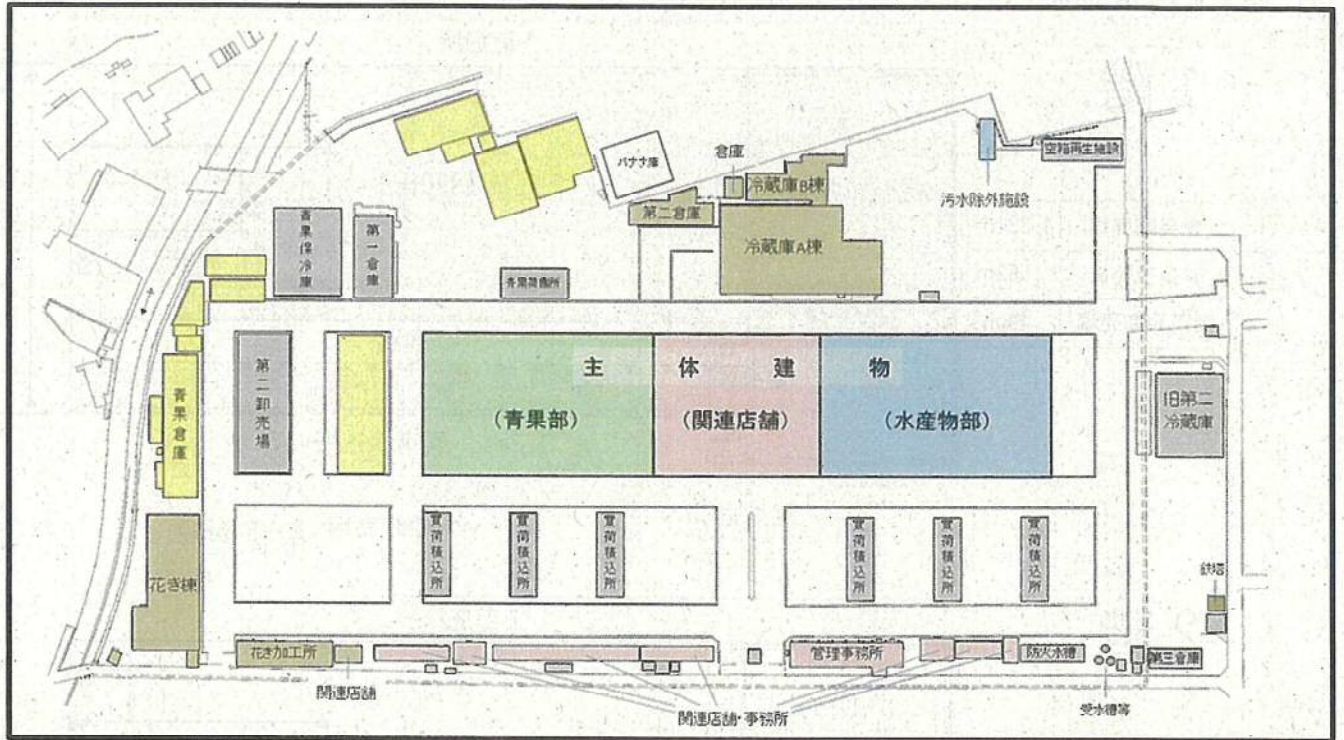 バナナ庫
倉庫
冷蔵庫B棟
空箱再生施設
汚水除外施設
第二倉庫
冷蔵庫A棟
青果保冷庫
第一倉庫
青果荷捌所
主体建物
(青果部)
(関連店舗)
(水産物部)
第二卸売場
青果倉庫
旧第二
冷蔵庫
買荷積込所
買荷積込所
買荷積込所
買荷積込所
買荷積込所
買荷積込所
花き棟
鉄塔
花き加工所
管理事務所
防火水槽
第三倉庫
関連店舗
関連店舗・事務所
受水槽等